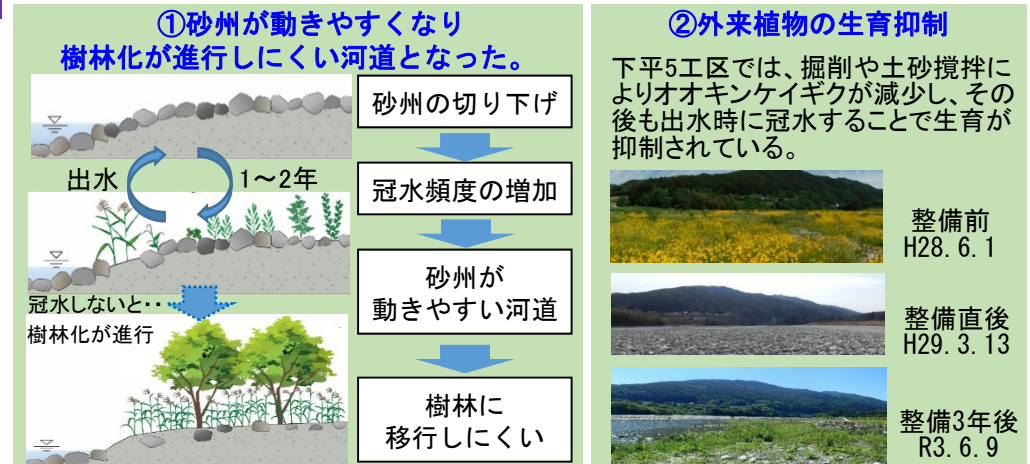 ①砂州が動きやすくなり
樹林化が進行しにくい河道となった。
砂州の切り下げ
出水
1～2年
冠水頻度の増加
砂州が
動きやすい河道
冠水しないと・・
樹林化が進行
樹林に
移行しにくい
②外来植物の生育抑制
下平5工区では、掘削や土砂撹拌に
よりオオキンケイギクが減少し、その
後も出水時に冠水することで生育が
抑制されている。
整備前
H28.6.1
整備直後
H29.3.13
整備3年後
R3.6.9